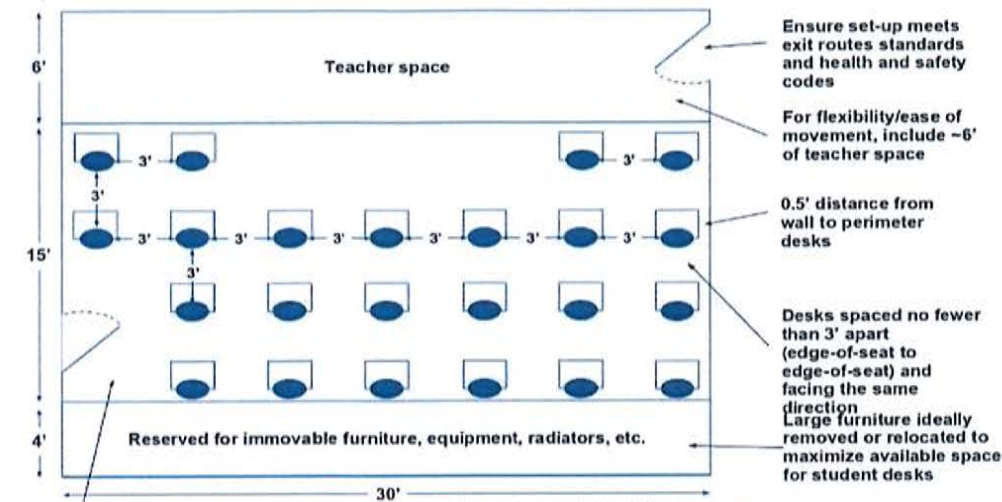 Ensure set-up meets
exit routes standards
and health and safety
codes
6'
Teacher space
For flexibility/ease of
movement, include ~6'
of teacher space
3'
3'
3'
0.5' distance from
wall to perimeter
desks
3'
3'
3'
3'
3'
3'
15'
3'
Desks spaced no fewer
than 3' apart
(edge-of-seat to
edge-of-seat) and
facing the same
direction
4'
Reserved for immovable furniture, equipment, radiators, etc.
Large furniture ideally
removed or relocated to
maximize available space
for student desks
30'